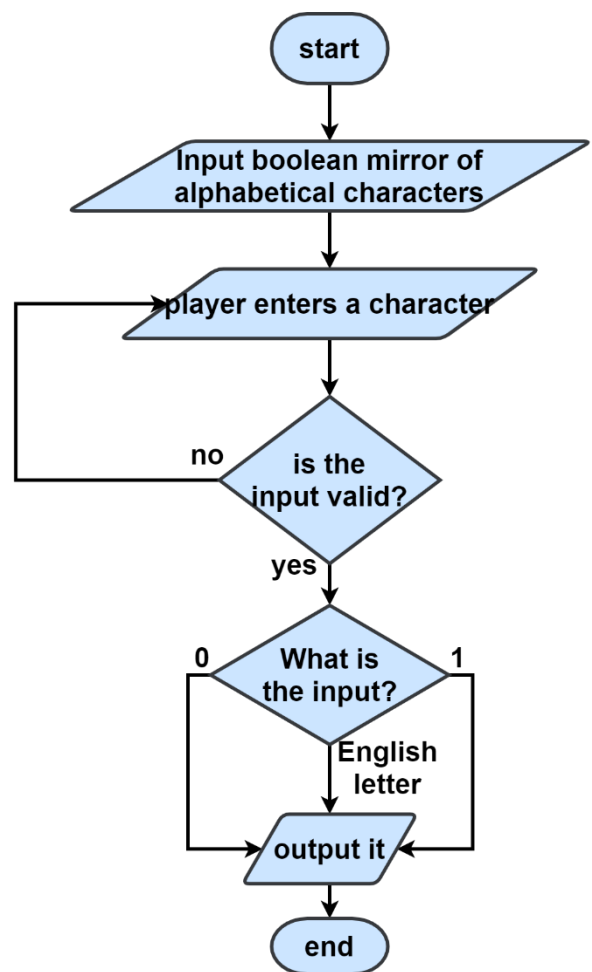 start
Input boolean mirror of
alphabetical characters
player enters a character
no
is the
input valid?
yes
0
What is
the input?
1
English
letter
output it
end